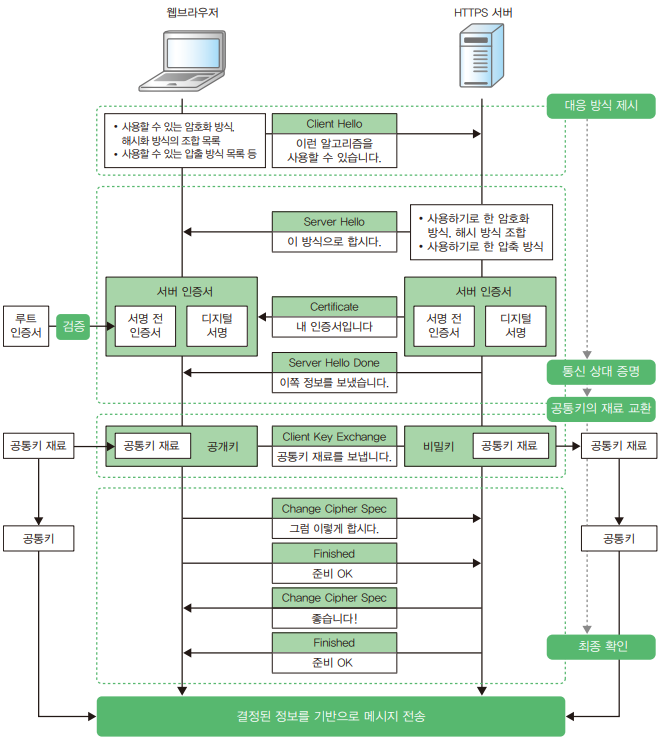 웹브라우저
HTTPS 서버
대응 방식 제시
• 사용할 수 있는 암호화 방식,
해시화 방식의 조합 목록
• 사용할 수 있는 압출 방식 목록 등
Client Hello
이런 알고리즘을
사용할 수 있습니다.
Server Hello
이 방식으로 합시다.
• 사용하기로 한 암호화
방식, 해시 방식 조합
• 사용하기로 한 압축 방식
루트
인증서
검증
서버 인증서
서명 전
인증서
디지털
서명
Certificate
내 인증서입니다
서버 인증서
서명 전
인증서
디지털
서명
Server Hello Done
이쪽 정보를 보냈습니다.
통신 상대 증명
공통키의 재료 교환
공통키 재료
공통키 재료
공개키
Client Key Exchange
공통키 재료를 보냅니다.
비밀키
공통키 재료
공통키 재료
Change Cipher Spec
그럼 이렇게 합시다.
공통키
공통키
Finished
준비 OK
Change Cipher Spec
좋습니다!
Finished
준비 OK
최종 확인
결정된 정보를 기반으로 메시지 전송